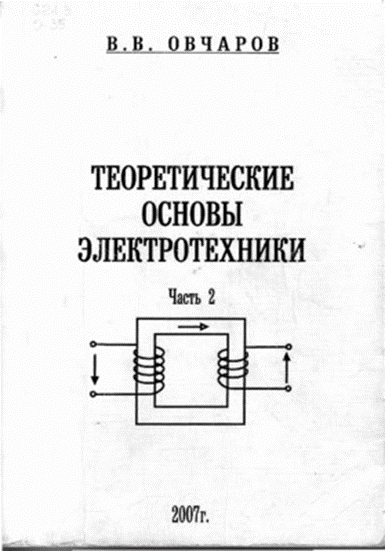 В.В. ОВЧАРОВ
ТЕОРЕТИЧЕСКИЕ
ОСНОВЫ
ЭЛЕКТРОТЕХНИКИ
Часть 2
2007г.